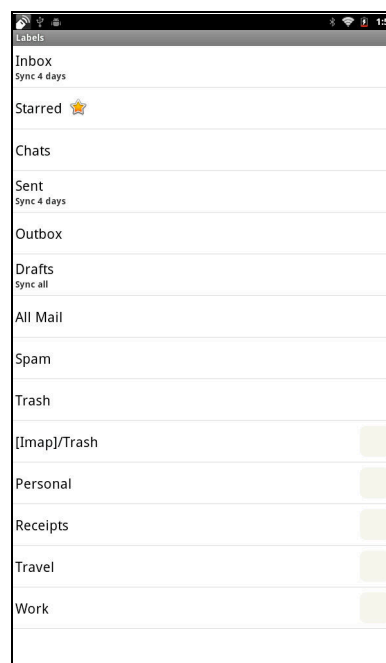 Labels
Inbox
Sync 4 days
Starred
Chats
Sent
Sync 4 days
Outbox
Drafts
Sync all
All Mail
Spam
Trash
[Imap]/Trash
Personal
Receipts
Travel
Work